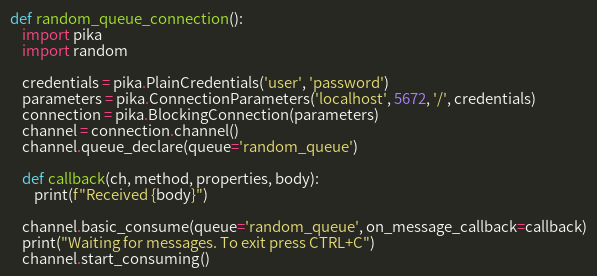 def random_queue_connection():
    import pika
    import random

    credentials = pika.PlainCredentials('user', 'password')
    parameters = pika.ConnectionParameters('localhost', 5672, '/', credentials)
    connection = pika.BlockingConnection(parameters)
    channel = connection.channel()
    channel.queue_declare(queue='random_queue')

    def callback(ch, method, properties, body):
        print(f"Received {body}")

    channel.basic_consume(queue='random_queue', on_message_callback=callback)
    print("Waiting for messages. To exit press CTRL+C")
    channel.start_consuming()